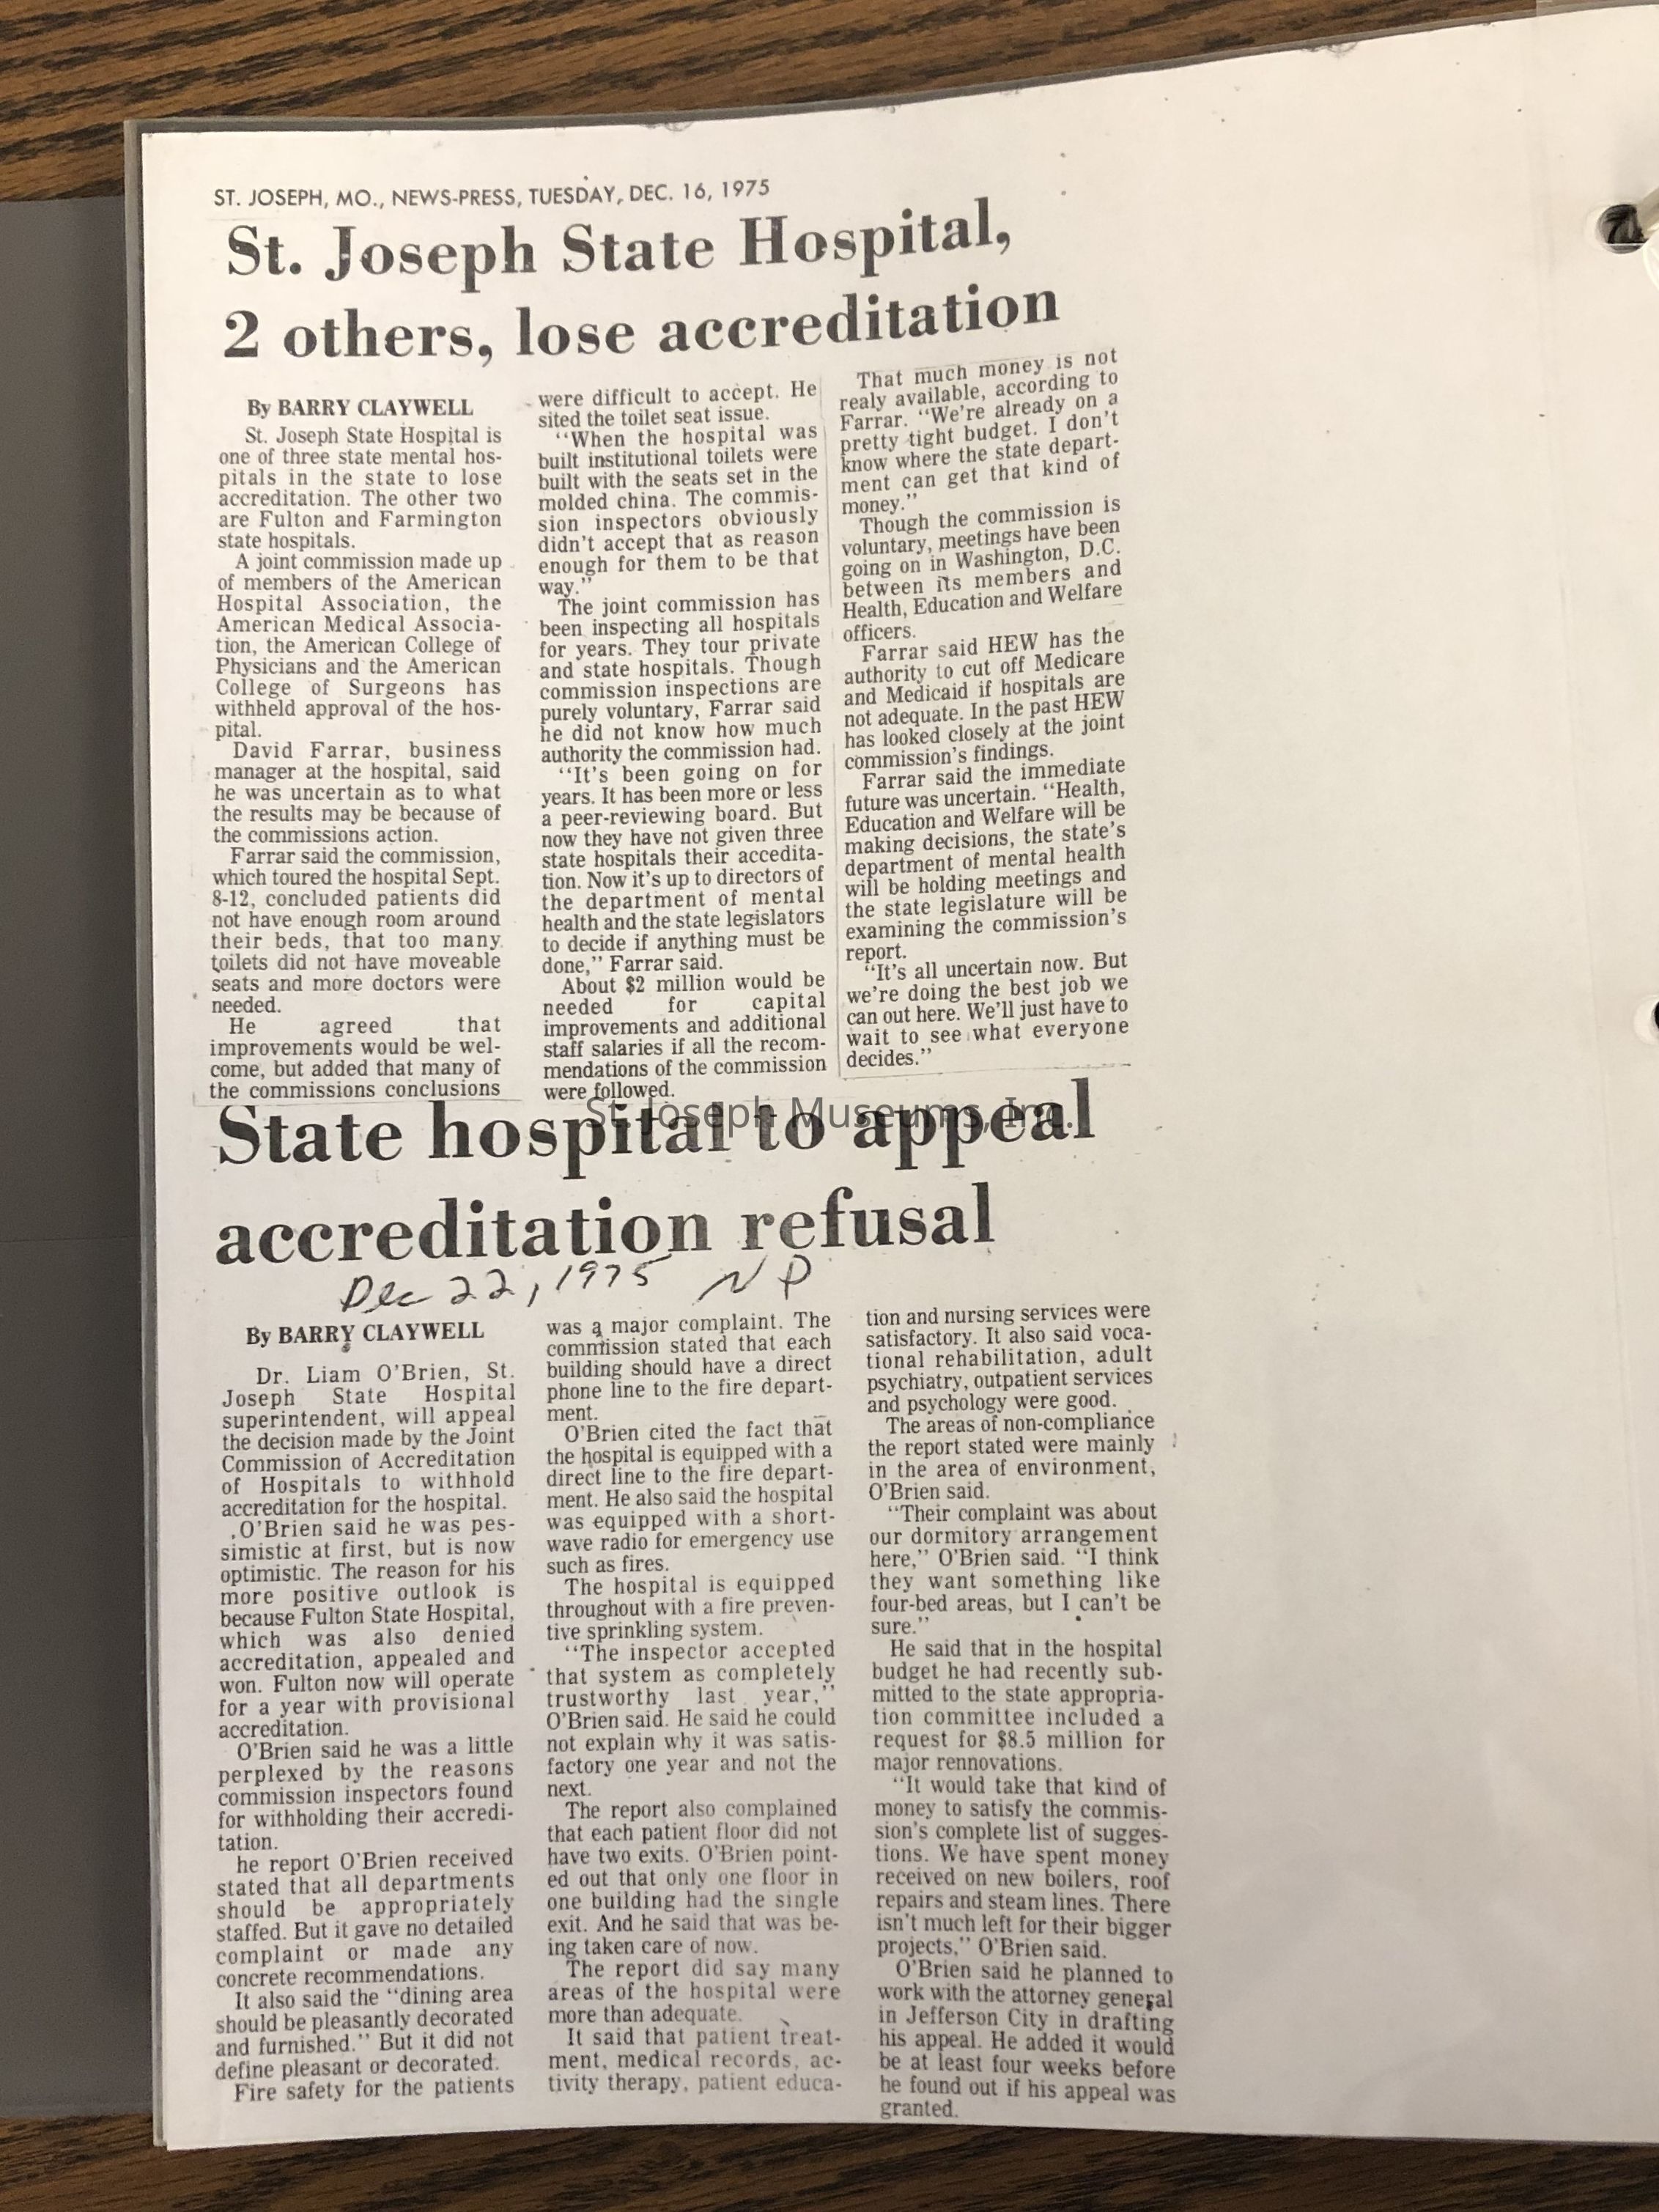 ST. JOSEPH, MO., NEWS-PRESS, TUESDAY, DEC. 16, 1975
St. Joseph State Hospital,
2 others, lose accreditation
By BARRY CLAYWELL
St. Joseph State Hospital is
one of three state mental hos-
pitals in the state to lose
accreditation. The other two
are Fulton and Farmington
state hospitals.
A joint commission made up
of members of the American
Hospital Association, the
American Medical Associa-
tion, the American College of
Physicians and the American
College of Surgeons has
withheld approval of the hos-
pital.
David Farrar, business
manager at the hospital, said
he was uncertain as to what
the results may be because of
the commissions action.
Farrar said the commission,
which toured the hospital Sept.
8-12, concluded patients did
not have enough room around
their beds, that too many
toilets did not have moveable
seats and more doctors were
needed.
He agreed that
improvements would be wel-
come, but added that many of
the commissions conclusions
were difficult to accept. He
sited the toilet seat issue.
"When the hospital was
built institutional toilets were
built with the seats set in the
molded china. The commis-
sion inspectors obviously
didn't accept that as reason
enough for them to be that
way."
The joint commission has
been inspecting all hospitals
for years. They tour private
and state hospitals. Though
commission inspections are
purely voluntary, Farrar said
he did not know how much
authority the commission had.
"It's been going on for
years. It has been more or less
a peer-reviewing board. But
now they have not given three
state hospitals their accedita-
tion. Now it's up to directors of
the department of mental
health and the state legislators
to decide if anything must be
done," Farrar said.
About $2 million would be
needed for capital
improvements and additional
staff salaries if all the recom-
mendations of the commission
were followed.
That much money is not
realy available, according to
Farrar. "We're already on a
pretty tight budget. I don't
know where the state depart-
ment can get that kind of
money."
Though the commission is
voluntary, meetings have been
going on in Washington, D.C.
between its members and
Health, Education and Welfare
officers.
Farrar said HEW has the
authority to cut off Medicare
and Medicaid if hospitals are
not adequate. In the past HEW
has looked closely at the joint
commission's findings.
Farrar said the immediate
future was uncertain. "Health,
Education and Welfare will be
making decisions, the state's
department of mental health
will be holding meetings and
the state legislature will be
examining the commission's
report.
"It's all uncertain now. But
we're doing the best job we
can out here. We'll just have to
wait to see what everyone
decides."
St. Joseph Museums, Inc.
State hospital to appeal
accreditation refusal
Dec 22, 1975 NP
By BARRY CLAYWELL
Dr. Liam O'Brien, St.
Joseph State Hospital
superintendent, will appeal
the decision made by the Joint
Commission of Accreditation
of Hospitals to withhold
accreditation for the hospital.
O'Brien said he was pes-
simistic at first, but is now
optimistic. The reason for his
more positive outlook is
because Fulton State Hospital,
which was also denied
accreditation, appealed and
won. Fulton now will operate
for a year with provisional
accreditation.
O'Brien said he was a little
perplexed by the reasons
commission inspectors found
for withholding their accredi-
tation.
he report O'Brien received
stated that all departments
should be appropriately
staffed. But it gave no detailed
complaint or made any
concrete recommendations.
It also said the "dining area
should be pleasantly decorated
and furnished." But it did not
define pleasant or decorated.
Fire safety for the patients
was a major complaint. The
commission stated that each
building should have a direct
phone line to the fire depart-
ment.
O'Brien cited the fact that
the hospital is equipped with a
direct line to the fire depart-
ment. He also said the hospital
was equipped with a short-
wave radio for emergency use
such as fires.
The hospital is equipped
throughout with a fire preven-
tive sprinkling system.
"The inspector accepted
that system as completely
trustworthy last year,"
O'Brien said. He said he could
not explain why it was satis-
factory one year and not the
next.
The report also complained
that each patient floor did not
have two exits. O'Brien point-
ed out that only one floor in
one building had the single
exit. And he said that was be-
ing taken care of now.
The report did say many
areas of the hospital were
more than adequate.
It said that patient treat-
ment, medical records, ac-
tivity therapy, patient educa-
tion and nursing services were
satisfactory. It also said voca-
tional rehabilitation, adult
psychiatry, outpatient services
and psychology were good.
The areas of non-compliance
the report stated were mainly
in the area of environment,
O'Brien said.
"Their complaint was about
our dormitory arrangement
here," O'Brien said. "I think
they want something like
four-bed areas, but I can't be
sure."
He said that in the hospital
budget he had recently sub-
mitted to the state appropria-
tion committee included a
request for $8.5 million for
major rennovations.
"It would take that kind of
money to satisfy the commis-
sion's complete list of sugges-
tions. We have spent money
received on new boilers, roof
repairs and steam lines. There
isn't much left for their bigger
projects," O'Brien said.
O'Brien said he planned to
work with the attorney general
in Jefferson City in drafting
his appeal. He added it would
be at least four weeks before
he found out if his appeal was
granted.